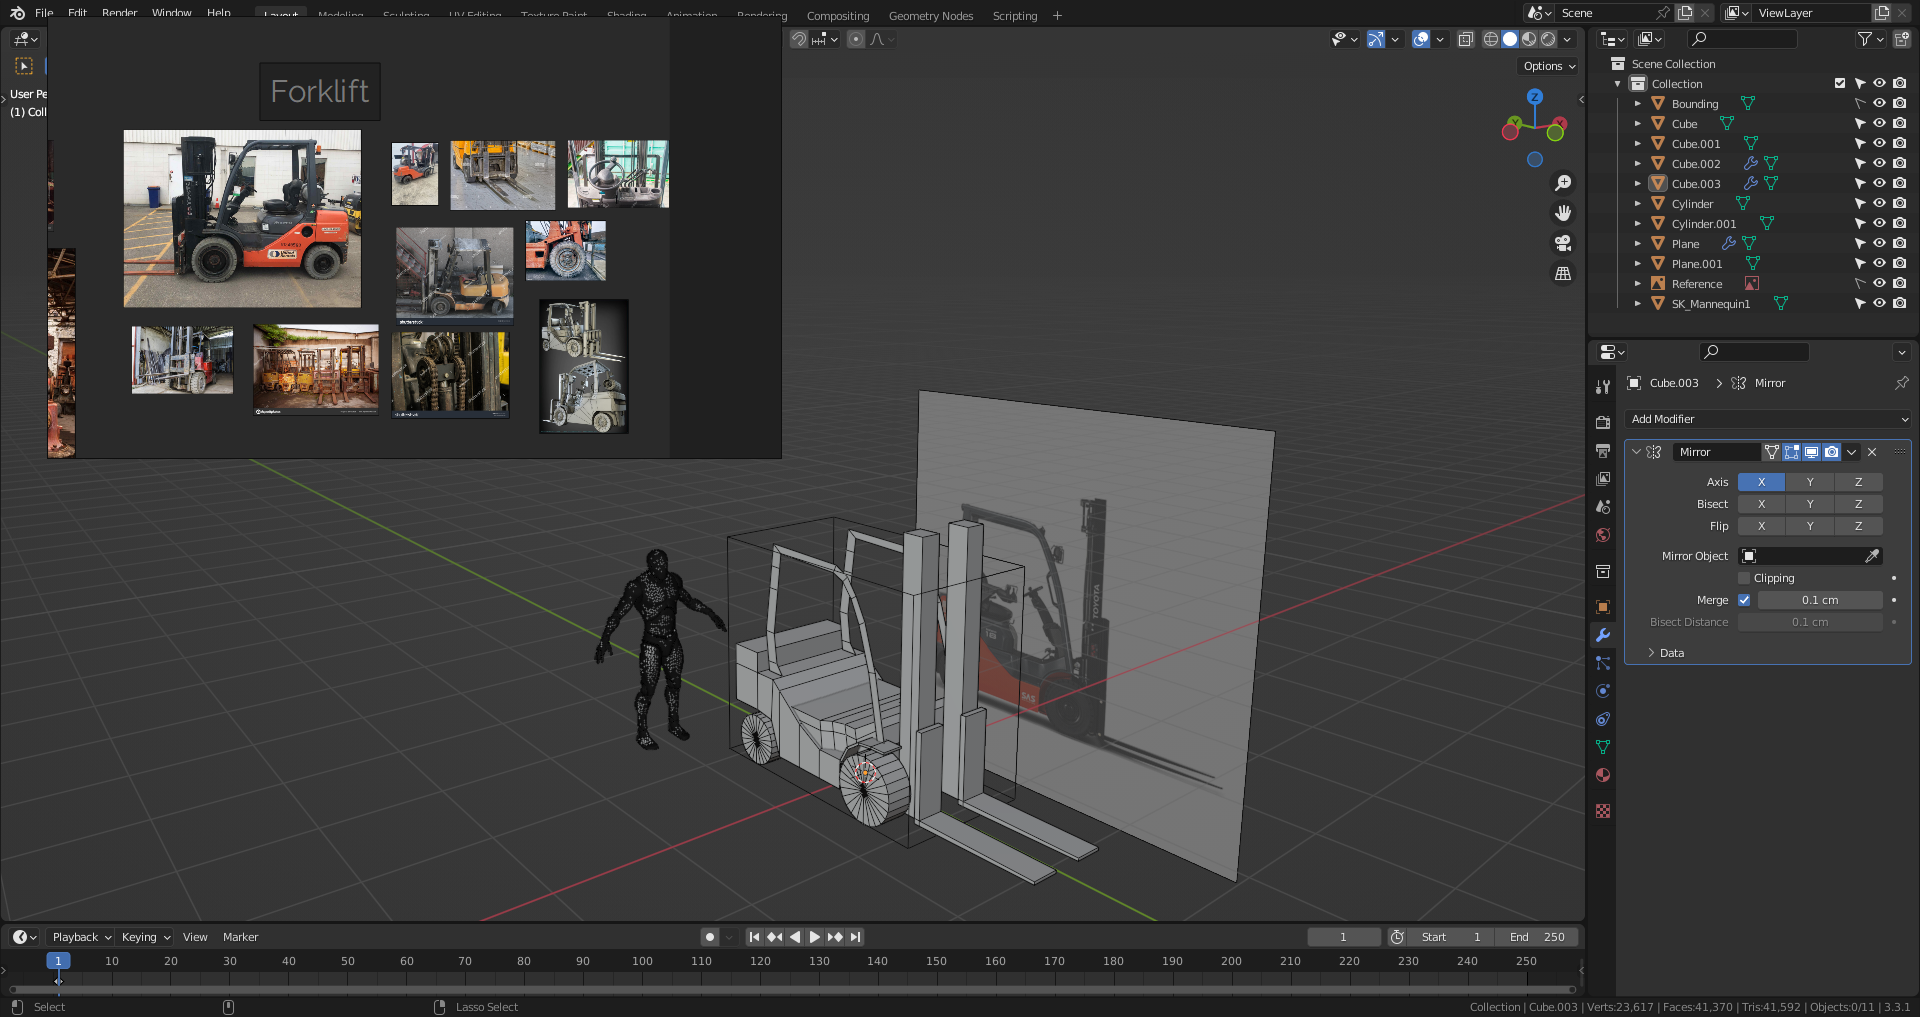 File Edit Render Window Help Layout Modeling Sculpting UV Editing Texture Paint Shading Animation Rendering Compositing Geometry Nodes Scripting
Scene
ViewLayer
Options
User Pe
(1) Coll
Forklift
Z
TOYOTA
SAS
Scene Collection
Collection
Bounding
Cube
Cube.001
Cube.002
Cube.003
Cylinder
Cylinder.001
Plane
Plane.001
Reference
SK_Mannequin1
Cube.003 Mirror
Add Modifier
Mirror
Axis X Y Z
Bisect X Y Z
Flip X Y Z
Mirror Object
Clipping
Merge 0.1 cm
Bisect Distance 0.1 cm
Data
Playback Keying View Marker
1 Start 1 End 250
1 10 20 30 40 50 60 70 80 90 100 110 120 130 140 150 160 170 180 190 200 210 220 230 240 250
Select Lasso Select
Collection | Cube.003 | Verts:23,617 | Faces:41,370 | Tris:41,592 | Objects:0/11 | 3.3.1